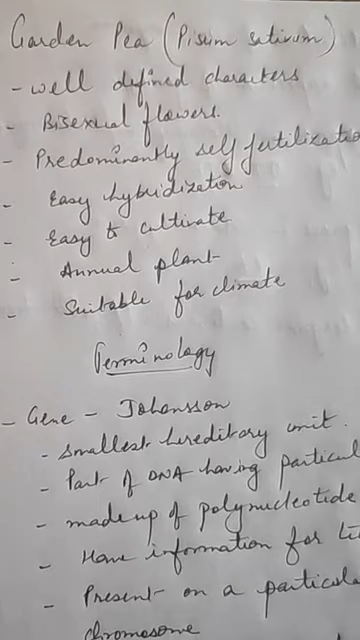 Garden Pea (Pisum sativum)
- well defined characters
- Bisexual flowers.
- Predominently self fertilizatio
- Easy hybridization
- Easy to cultivate
- Annual plant
- Suitable for climate
Terminology
- Gene - Johansson
- Smallest hereditory unit.
- Part of DNA having particul
- made up of polynucleotide
- Have information for
- Present on a particula
chromosome